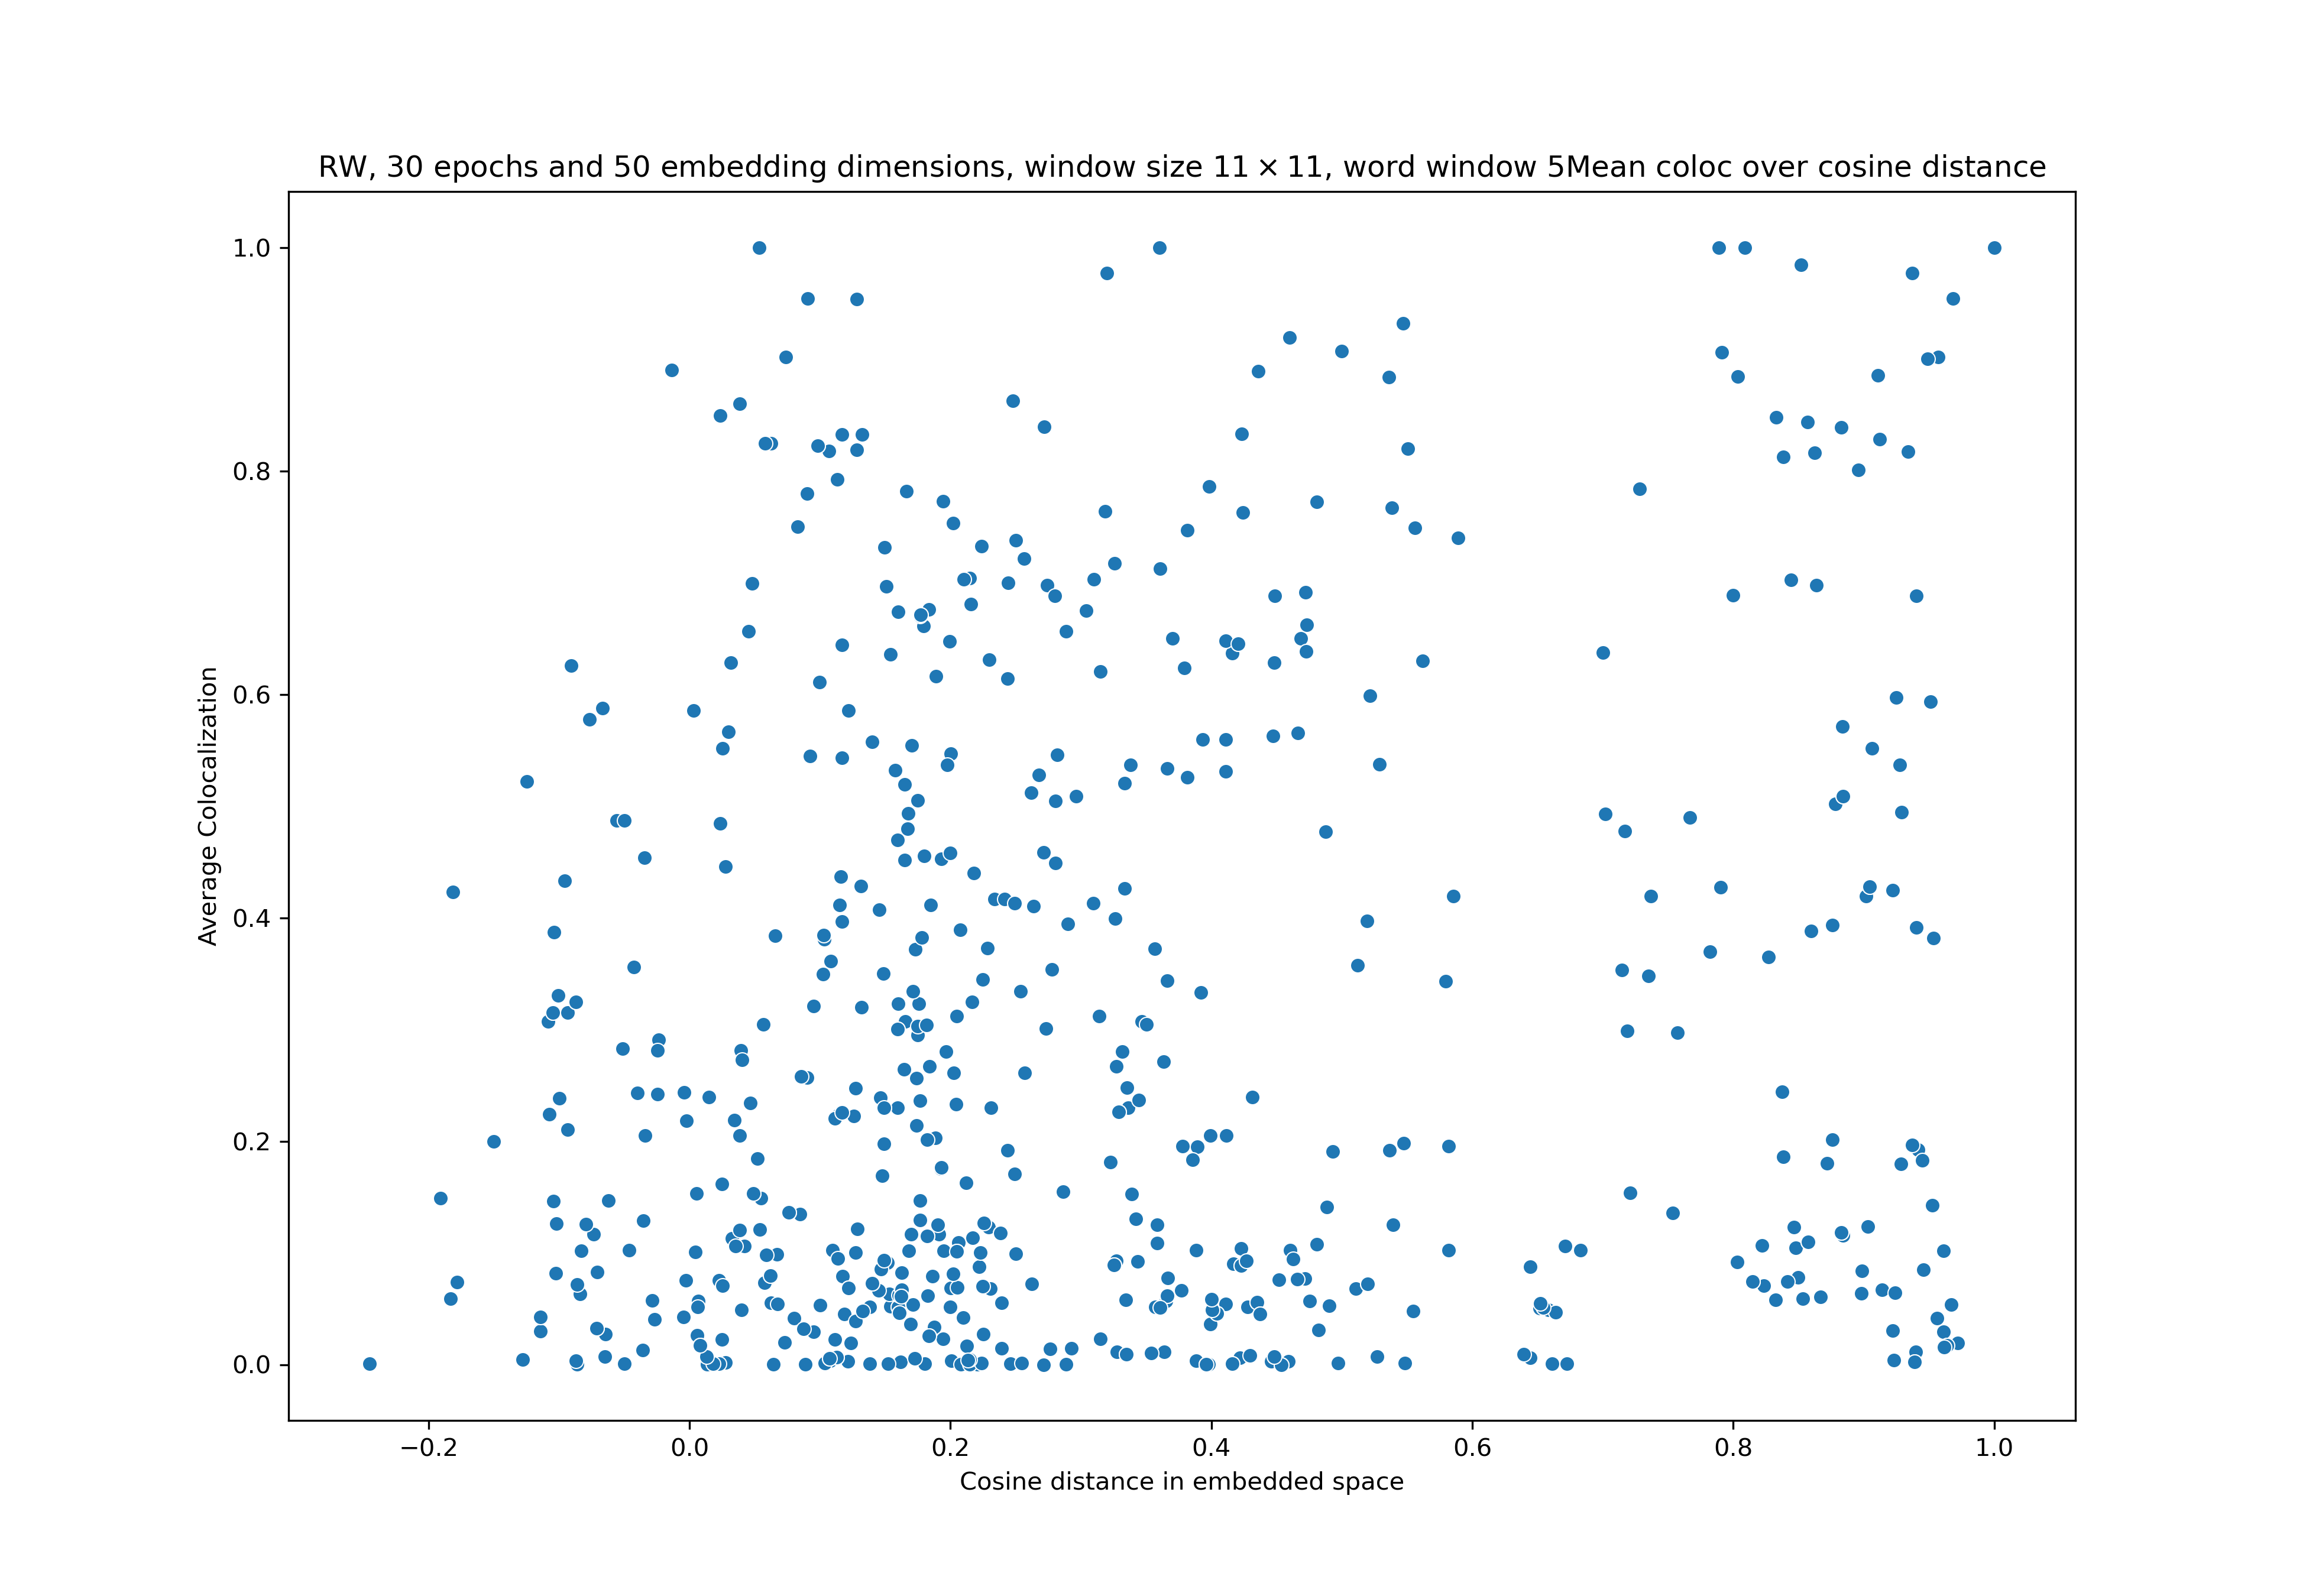 RW, 30 epochs and 50 embedding dimensions, window size 11 × 11, word window 5Mean coloc over cosine distance
1.0
0.8
0.6
0.4
0.2
0.0
Average Colocalization
−0.2 0.0 0.2 0.4 0.6 0.8 1.0
Cosine distance in embedded space